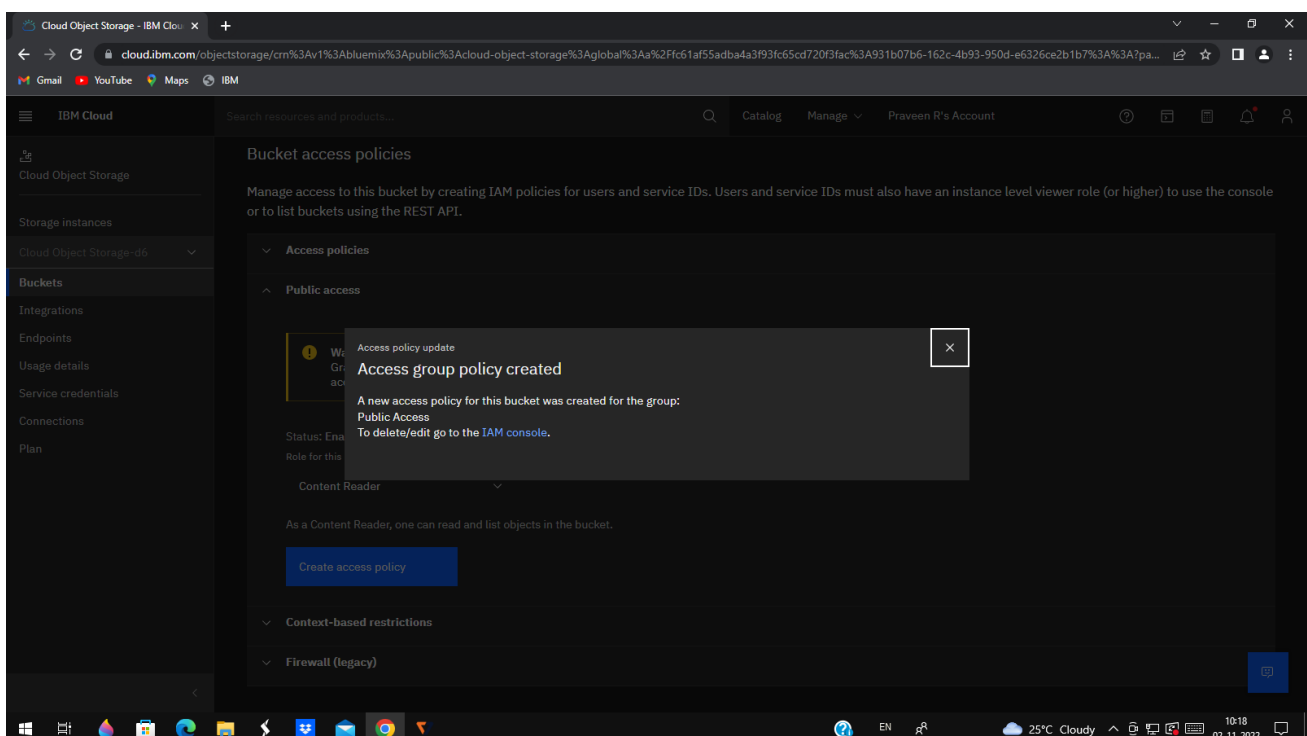 Cloud Object Storage - IBM Clou
cloud.ibm.com/objectstorage/crn%3Av1%3Abluemix%3Apublic%3Acloud-object-storage%3Aglobal%3Aa%2Ffc61af55adba4a3f93fc65cd720f3fac%3A931b07b6-162c-4b93-950d-e6326ce2b1b7%3A%3A?pa...
Gmail YouTube Maps IBM
IBM Cloud Search resources and products... Catalog Manage Praveen R's Account
Cloud Object Storage
Storage instances
Cloud Object Storage-d6
Buckets
Integrations
Endpoints
Usage details
Service credentials
Connections
Plan
Bucket access policies
Manage access to this bucket by creating IAM policies for users and service IDs. Users and service IDs must also have an instance level viewer role (or higher) to use the console
or to list buckets using the REST API.
Access policies
Public access
Access policy update
Access group policy created
A new access policy for this bucket was created for the group:
Public Access
To delete/edit go to the IAM console.
Status: Ena
Role for this
Content Reader
As a Content Reader, one can read and list objects in the bucket.
Create access policy
Context-based restrictions
Firewall (legacy)
EN 25°C Cloudy 10:18